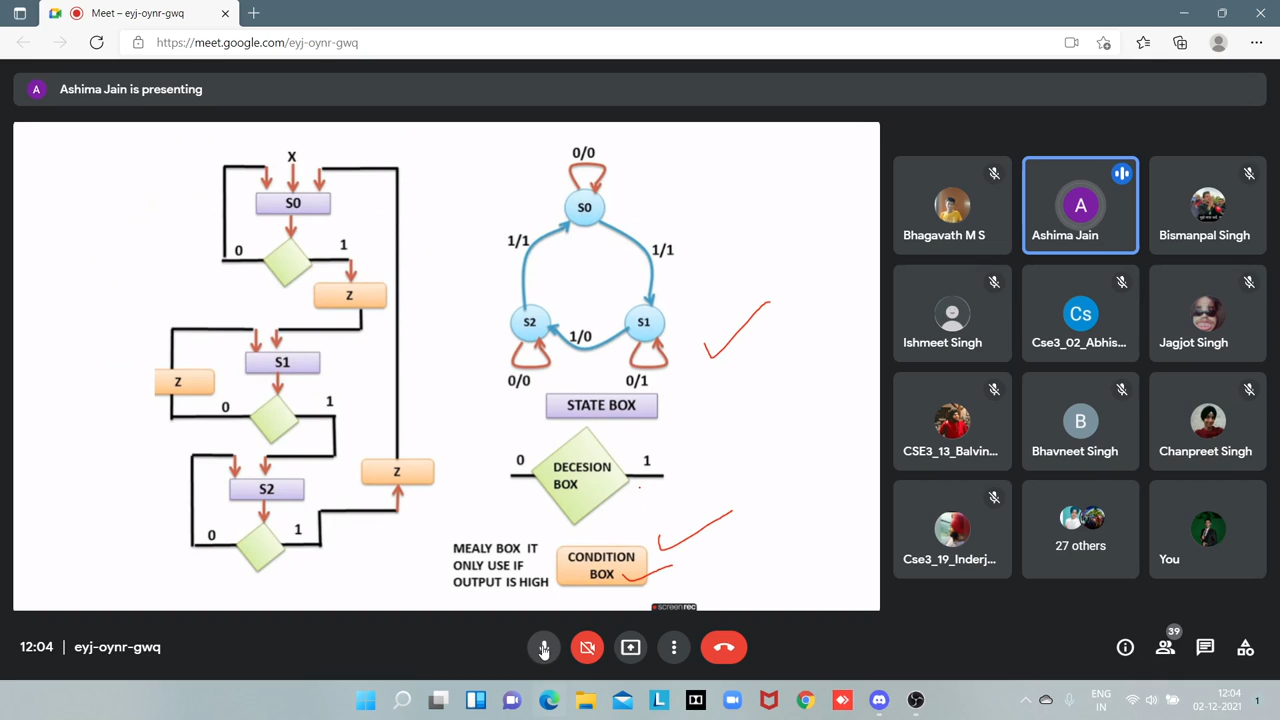 Meet – eyj-oynr-gwq
https://meet.google.com/eyj-oynr-gwq
A
Ashima Jain is presenting
X
S0
0
1
Z
S1
Z
0
1
S2
Z
0
1
0/0
S0
1/1
1/1
S2
S1
1/0
0/0
0/1
STATE BOX
0
DECESION
BOX
1
MEALY BOX IT
ONLY USE IF
OUTPUT IS HIGH
CONDITION
BOX
screenrec
Bhagavath M S
A
Ashima Jain
Bismanpal Singh
Ishmeet Singh
Cs
Cse3_02_Abhis...
Jagjot Singh
CSE3_13_Balvin...
B
Bhavneet Singh
Chanpreet Singh
Cse3_19_Inderj...
27 others
You
12:04 | eyj-oynr-gwq
39
ENG
IN
12:04
02-12-2021
1